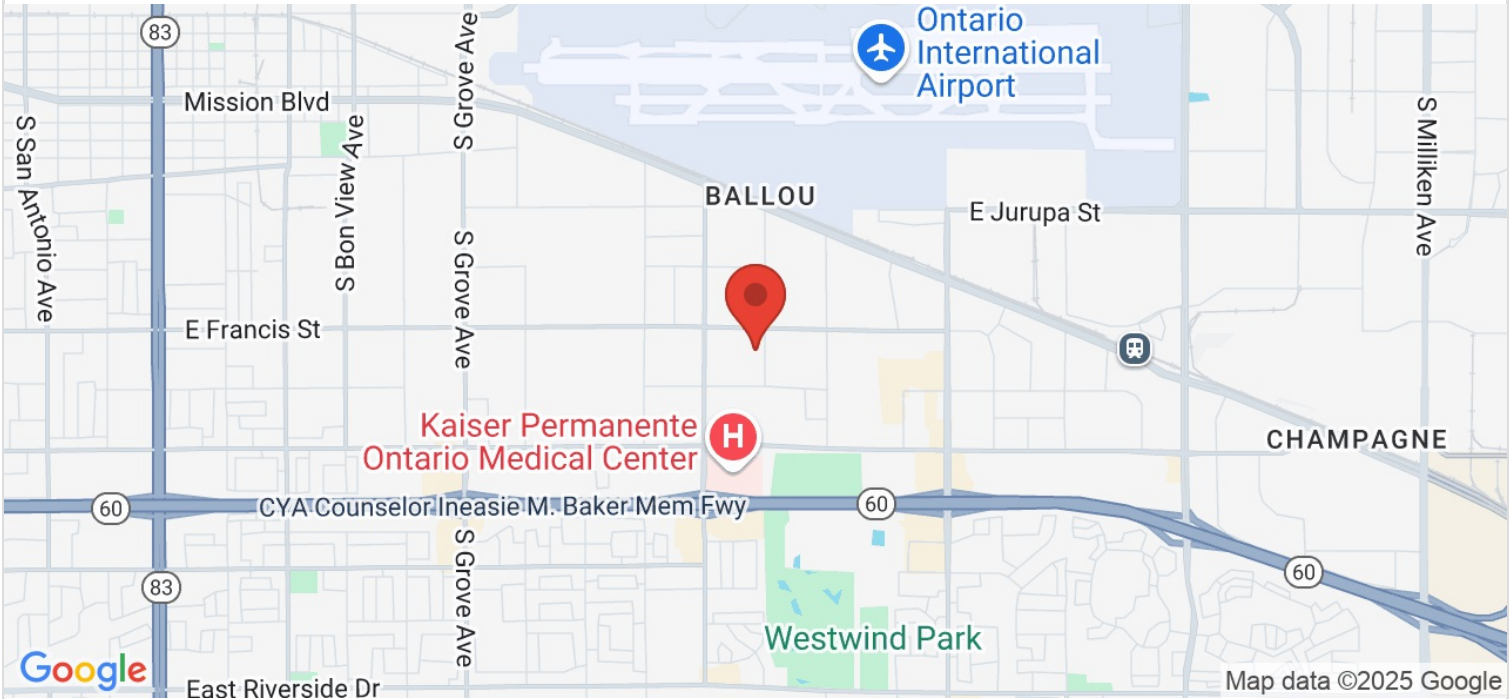 83
Ontario
International
Airport
S Grove Ave
Mission Blvd
S San Antonio Ave
S Bon View Ave
S Milliken Ave
BALLOU
E Jurupa St
S Grove Ave
E Francis St
Kaiser Permanente
Ontario Medical Center
H
CHAMPAGNE
60
CYA Counselor Ineasie M. Baker Mem Fwy
60
S Grove Ave
60
83
Westwind Park
Google
East Riverside Dr
Map data ©2025 Google